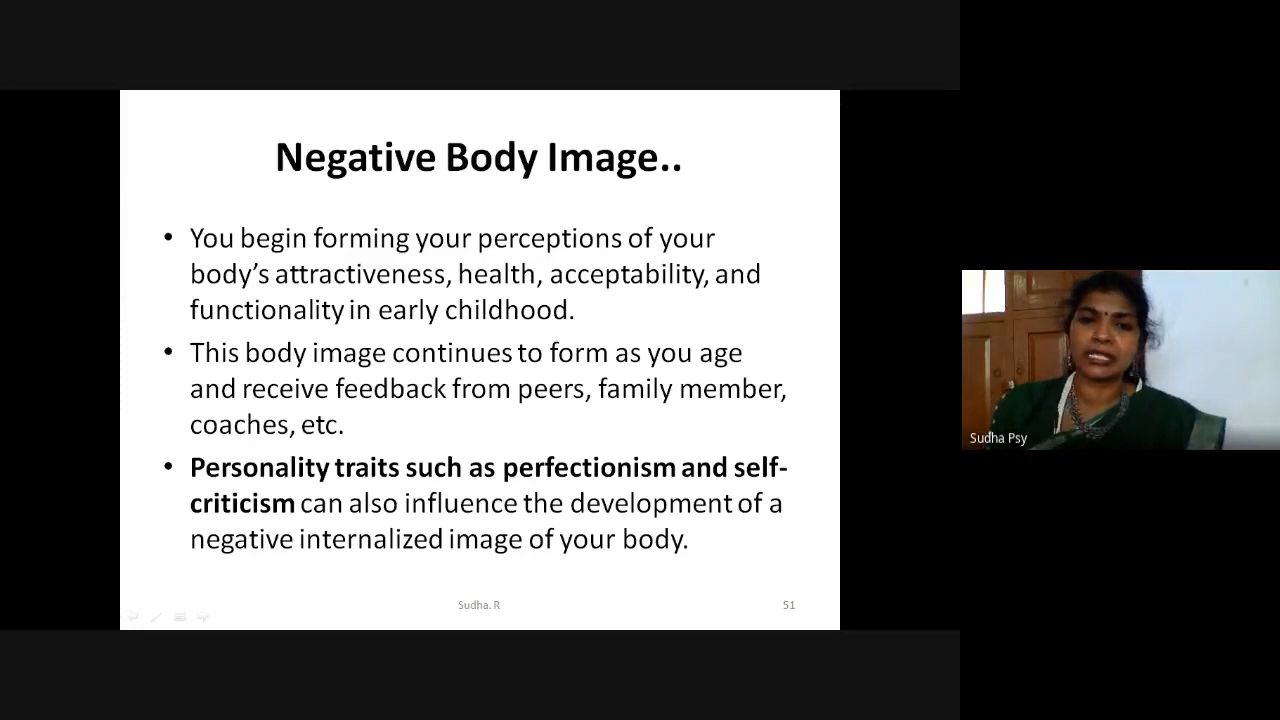 Negative Body Image..
• You begin forming your perceptions of your
body’s attractiveness, health, acceptability, and
functionality in early childhood.
• This body image continues to form as you age
and receive feedback from peers, family member,
coaches, etc.
• Personality traits such as perfectionism and self-
criticism can also influence the development of a
negative internalized image of your body.
Sudha. R
51
Sudha Psy